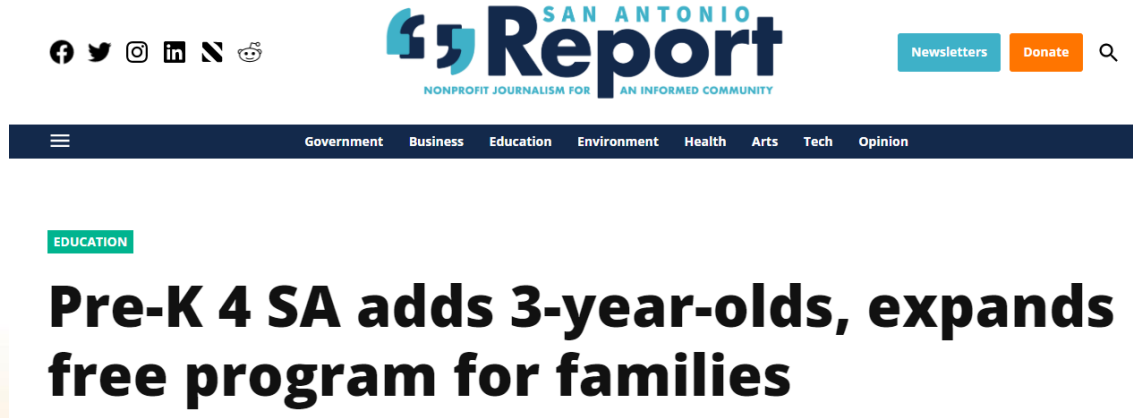 SAN ANTONIO
Report
NONPROFIT JOURNALISM FOR AN INFORMED COMMUNITY
Newsletters
Donate
Government Business Education Environment Health Arts Tech Opinion
EDUCATION
Pre-K 4 SA adds 3-year-olds, expands
free program for families